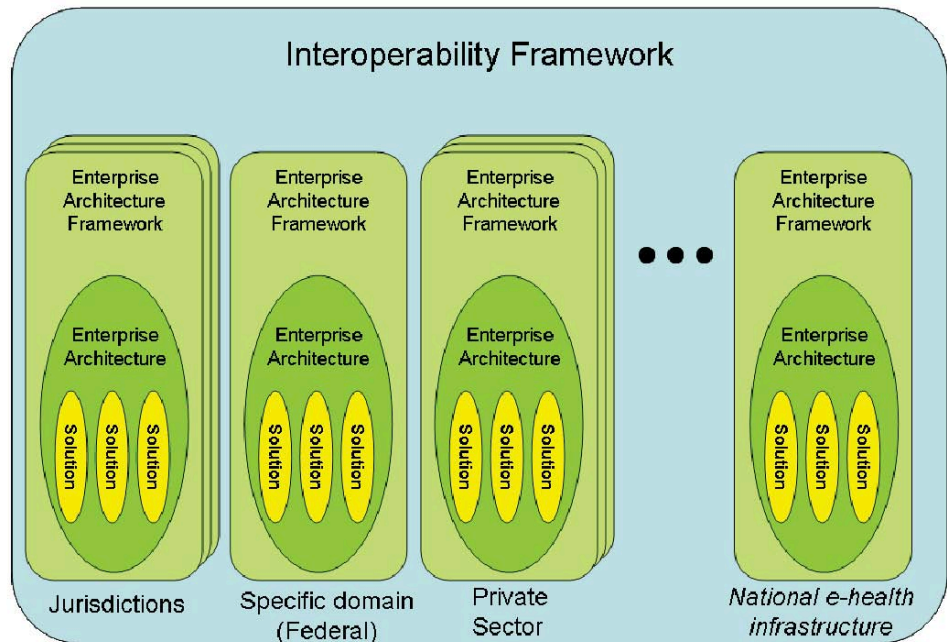 Interoperability Framework
Enterprise
Architecture
Framework
Enterprise
Architecture
Solution
Solution
Solution
Jurisdictions
Enterprise
Architecture
Framework
Enterprise
Architecture
Solution
Solution
Solution
Specific domain
(Federal)
Enterprise
Architecture
Framework
Enterprise
Architecture
Solution
Solution
Solution
Private
Sector
Enterprise
Architecture
Framework
Enterprise
Architecture
Solution
Solution
Solution
National e-health
infrastructure